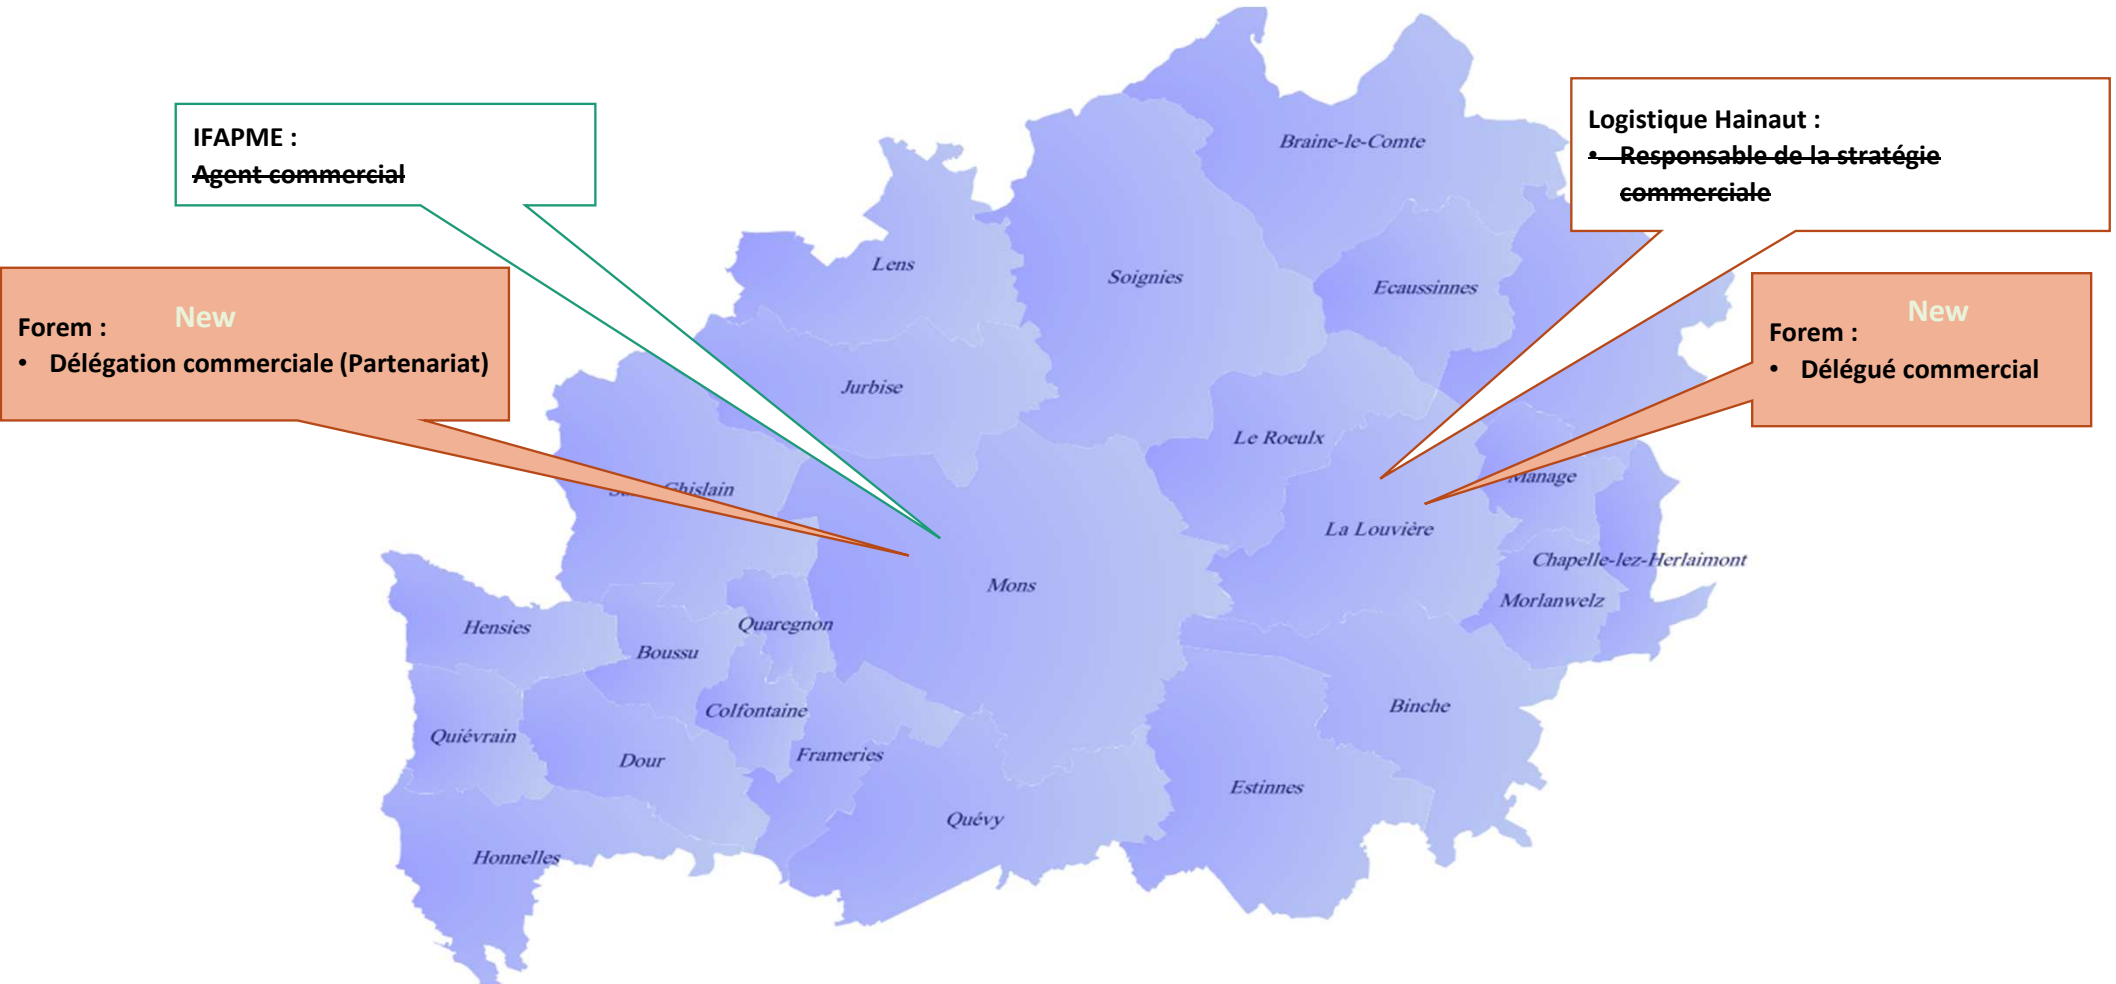 IFAPME :
Agent commercial
Logistique Hainaut :
• Responsable de la stratégie
commerciale
New
Forem :
• Délégation commerciale (Partenariat)
New
Forem :
• Délégué commercial
Braine-le-Comte
Lens
Soignies
Ecaussinnes
Jurbise
Le Roeulx
Ghislain
Manage
La Louvière
Chapelle-lez-Herlaimont
Mons
Morlanwelz
Hensies
Quaregnon
Boussu
Colfontaine
Binche
Quiévrain
Frameries
Dour
Estinnes
Quévy
Honnelles